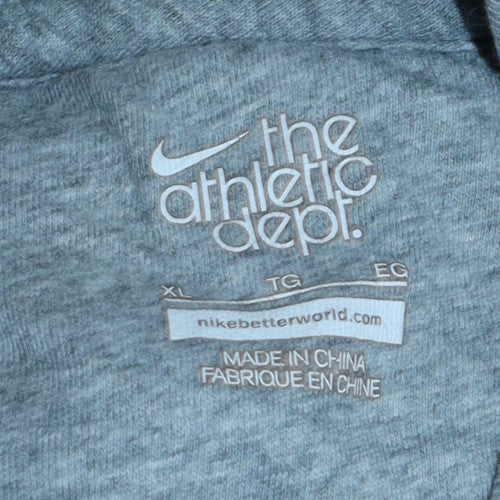 the
athletic
dept.
XL TG EG
nikebetterworld.com
MADE IN CHINA
FABRIQUE EN CHINE